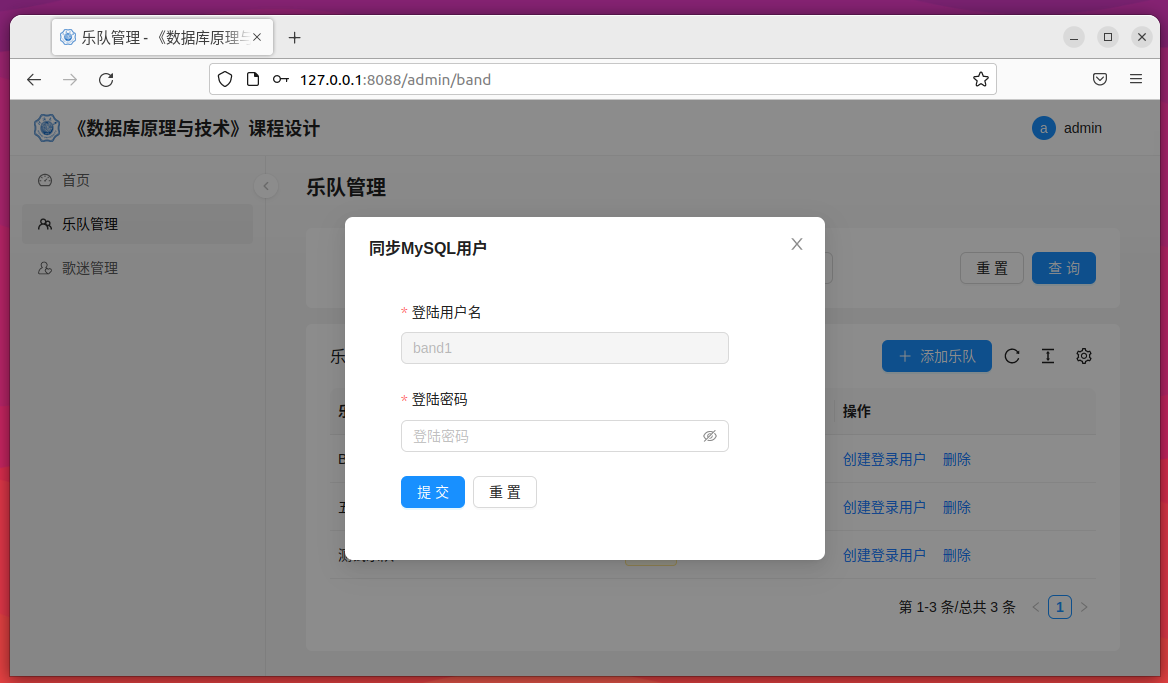 乐队管理 - 《数据库原理与
127.0.0.1:8088/admin/band
《数据库原理与技术》课程设计
a admin
首页
乐队管理
歌迷管理
乐队管理
重 置 查 询
添加乐队
操作
创建登录用户 删除
创建登录用户 删除
创建登录用户 删除
第 1-3 条/总共 3 条 1
同步MySQL用户
* 登陆用户名
band1
* 登陆密码
登陆密码
提 交 重 置